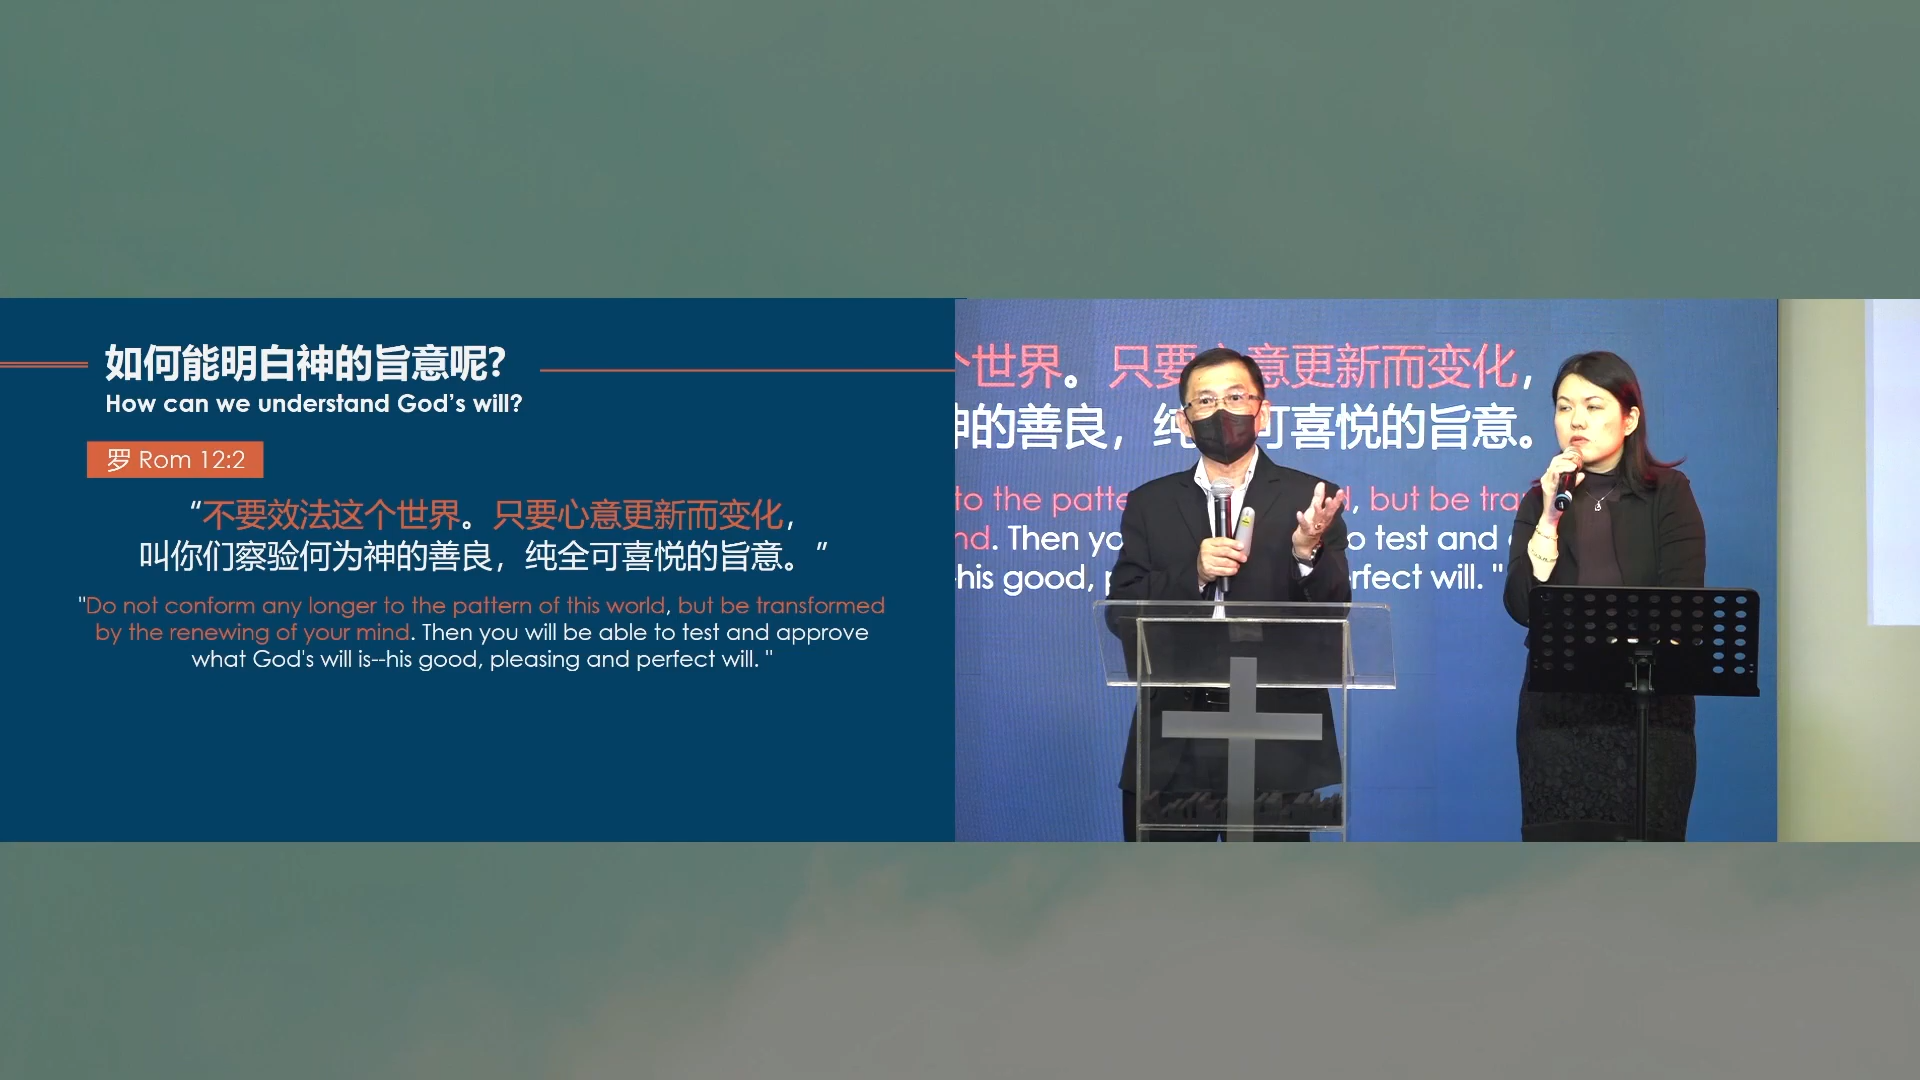 如何能明白神的旨意呢?
How can we understand God’s will?
罗 Rom 12:2
“不要效法这个世界。只要心意更新而变化，
叫你们察验何为神的善良，纯全可喜悦的旨意。”
"Do not conform any longer to the pattern of this world, but be transformed
by the renewing of your mind. Then you will be able to test and approve
what God's will is--his good, pleasing and perfect will. "
世界。只要心意更新而变化，
的善良，纯 可喜悦的旨意。
to the patte , but be tra
. Then yo to test and
his good, rfect will. "